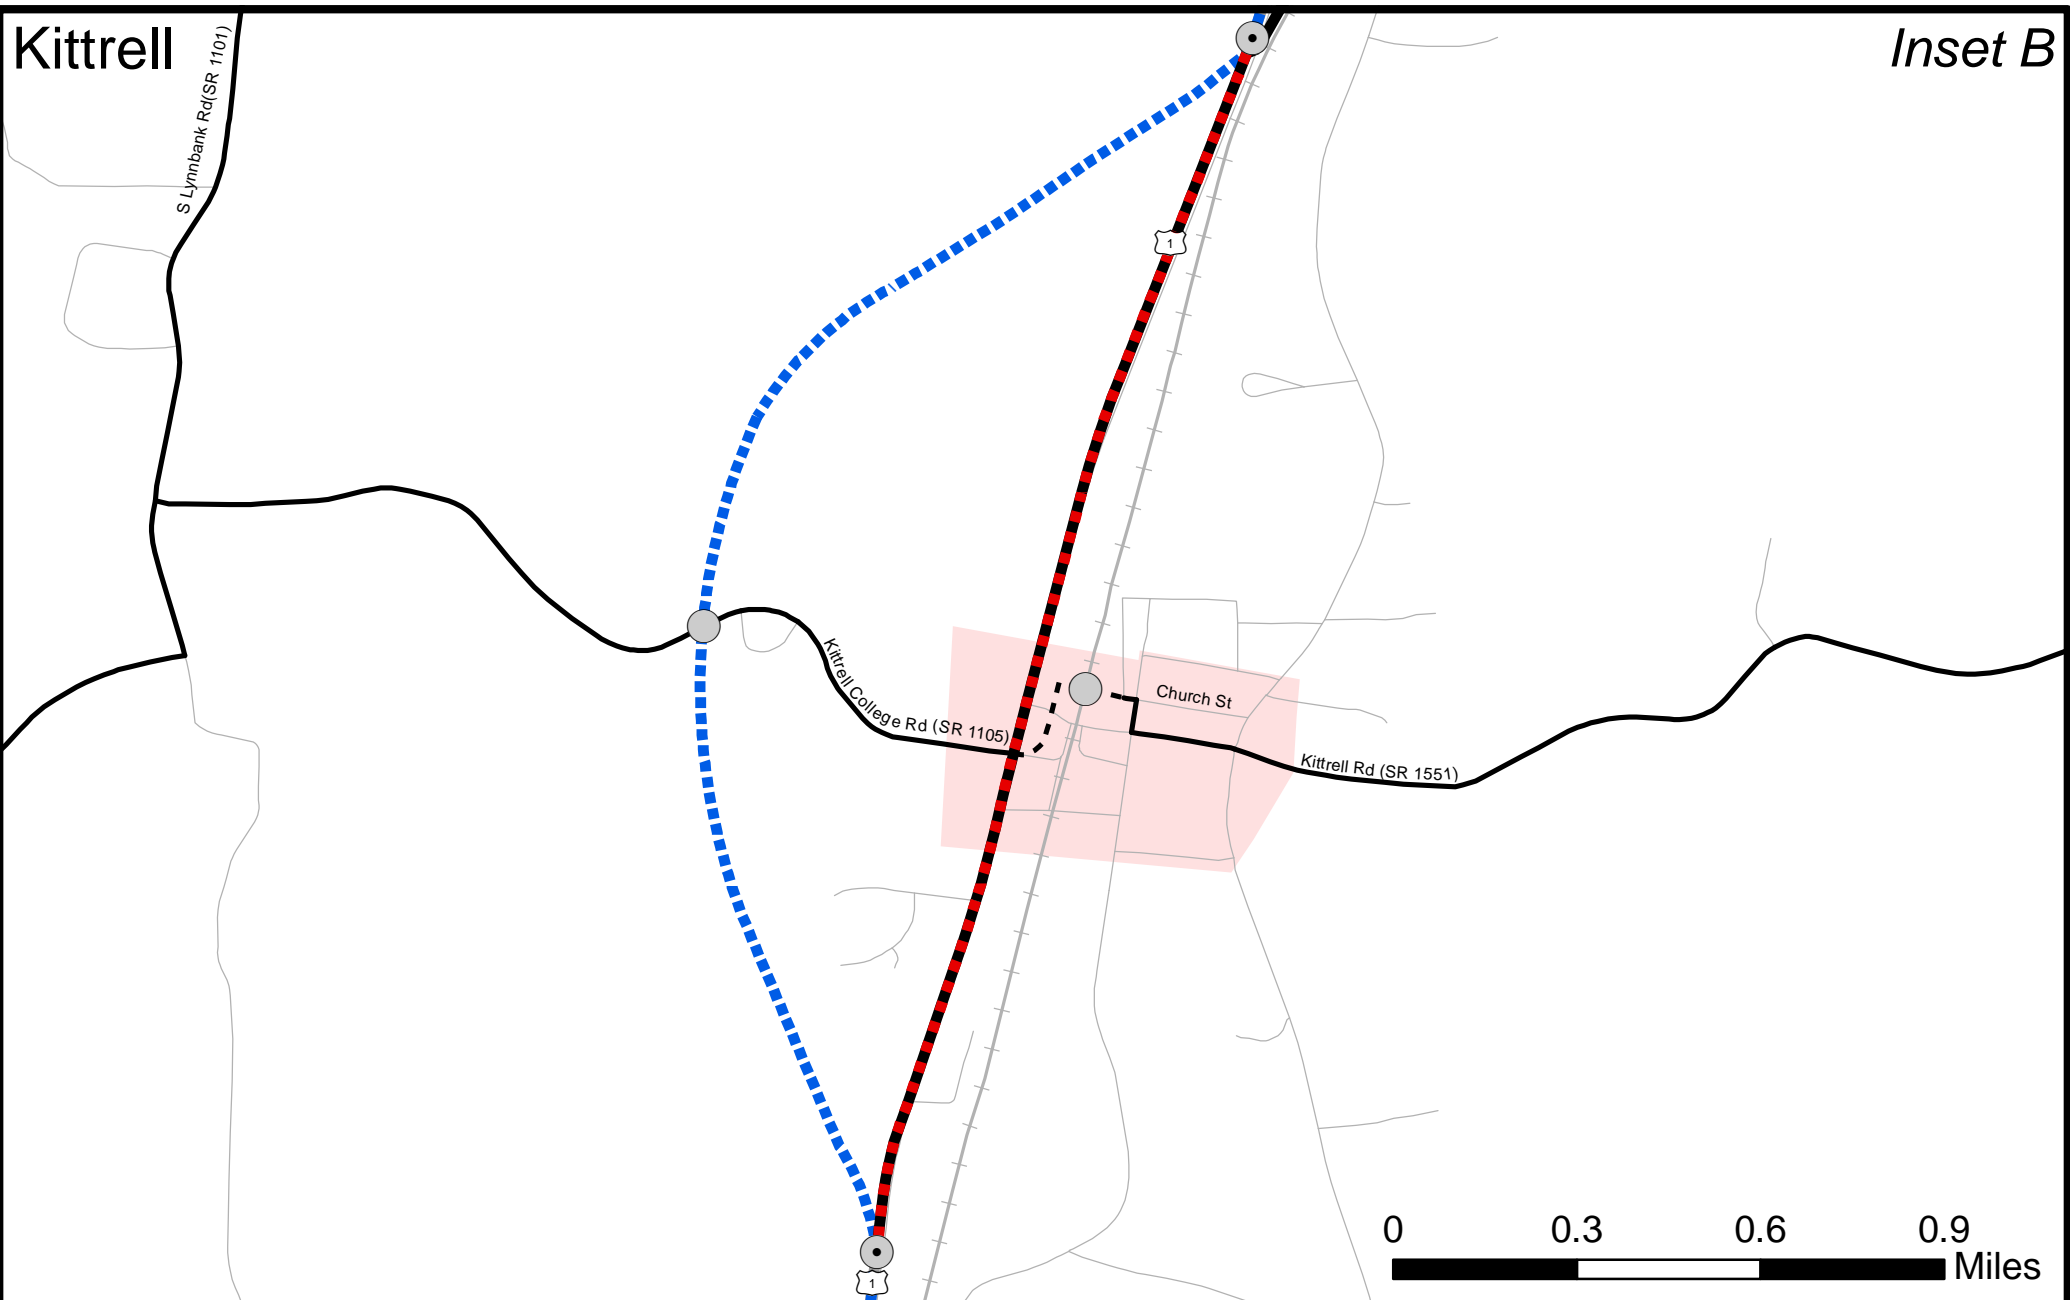 Kittrell
Inset B
S Lynnbank Rd(SR 1101)
1
Kittrell College Rd (SR 1105)
Church St
Kittrell Rd (SR 1551)
1
0 0.3 0.6 0.9
Miles